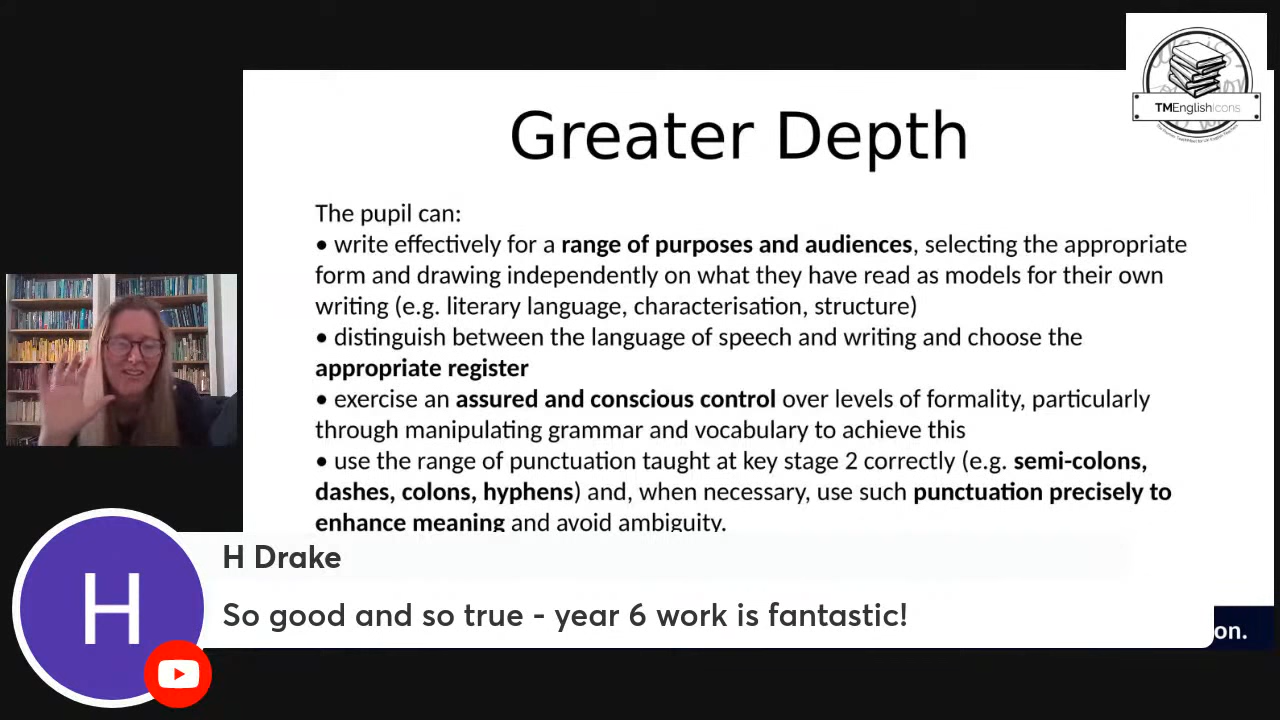 TMEnglishicons
Greater Depth
The pupil can:
• write effectively for a range of purposes and audiences, selecting the appropriate
form and drawing independently on what they have read as models for their own
writing (e.g. literary language, characterisation, structure)
• distinguish between the language of speech and writing and choose the
appropriate register
• exercise an assured and conscious control over levels of formality, particularly
through manipulating grammar and vocabulary to achieve this
• use the range of punctuation taught at key stage 2 correctly (e.g. semi-colons,
dashes, colons, hyphens) and, when necessary, use such punctuation precisely to
enhance meaning and avoid ambiguity.
H
H Drake
So good and so true - year 6 work is fantastic!
on.